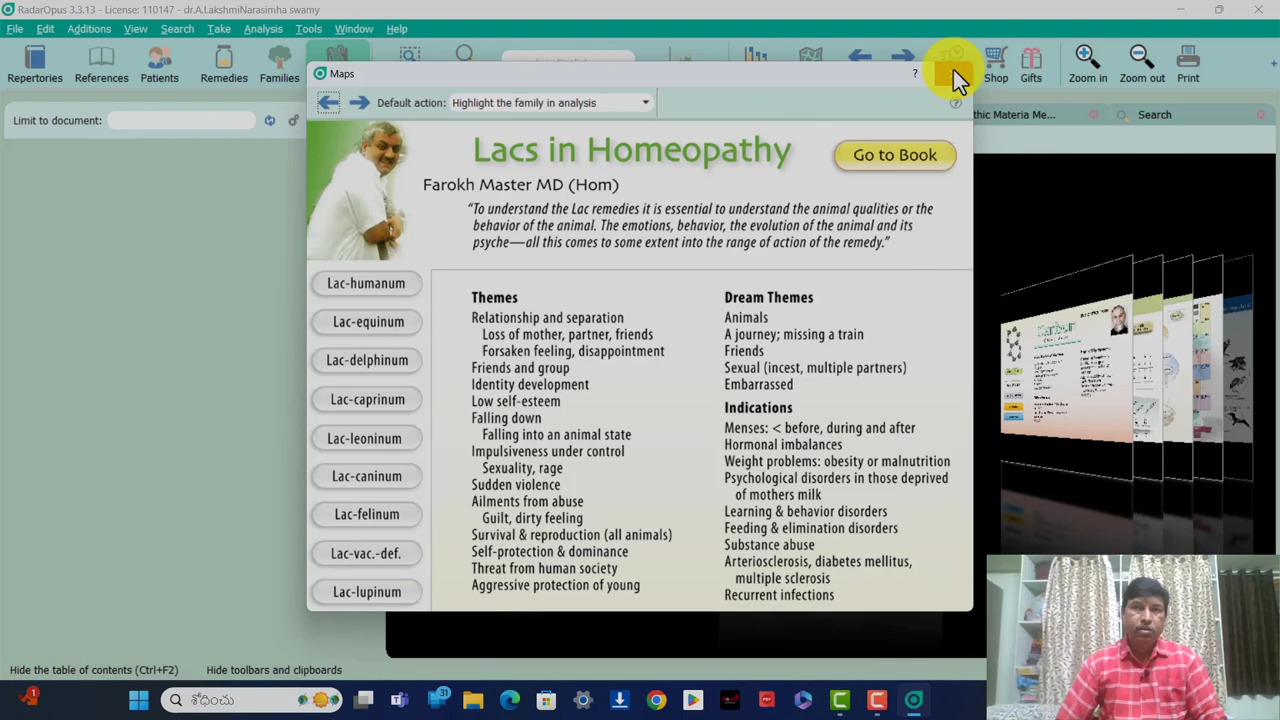 RadarOpus 3.3.13 - License: 110147 - dr.A.LakshmiNarasimha swamy
File Edit Additions View Search Take Analysis Tools Window Help
Repertories References Patients Remedies Families Shop Gifts Zoom in Zoom out Print
Maps
?
Default action: Highlight the family in analysis
Limit to document:
thic Materia Me... Search
Lacs in Homeopathy
Go to Book
Farokh Master MD (Hom)
"To understand the Lac remedies it is essential to understand the animal qualities or the
behavior of the animal. The emotions, behavior, the evolution of the animal and its
psyche—all this comes to some extent into the range of action of the remedy."
Lac-humanum
Lac-equinum
Lac-delphinum
Lac-caprinum
Lac-leoninum
Lac-caninum
Lac-felinum
Lac-vac.-def.
Lac-lupinum
Themes
Relationship and separation
Loss of mother, partner, friends
Forsaken feeling, disappointment
Friends and group
Identity development
Low self-esteem
Falling down
Falling into an animal state
Impulsiveness under control
Sexuality, rage
Sudden violence
Ailments from abuse
Guilt, dirty feeling
Survival & reproduction (all animals)
Self-protection & dominance
Threat from human society
Aggressive protection of young
Dream Themes
Animals
A journey; missing a train
Friends
Sexual (incest, multiple partners)
Embarrassed
Indications
Menses: < before, during and after
Hormonal imbalances
Weight problems: obesity or malnutrition
Psychological disorders in those deprived
of mothers milk
Learning & behavior disorders
Feeding & elimination disorders
Substance abuse
Arteriosclerosis, diabetes mellitus,
multiple sclerosis
Recurrent infections
Hide the table of contents (Ctrl+F2) Hide toolbars and clipboards
1
శోధించు
31